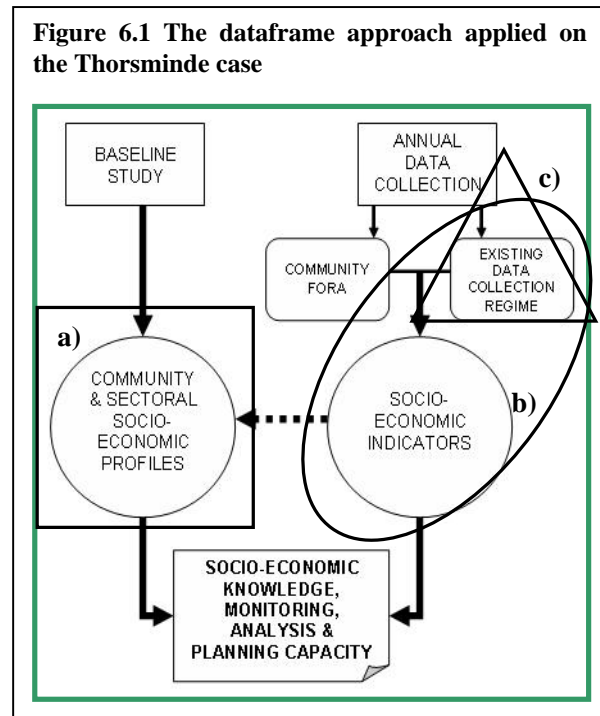 Figure 6.1 The dataframe approach applied on
the Thorsminde case
BASELINE
STUDY
ANNUAL
DATA
COLLECTION
c)
COMMUNITY
FORA
EXISTING
DATA
COLLECTION
REGIME
a)
COMMUNITY
& SECTORAL
SOCIO-
ECONOMIC
PROFILES
SOCIO-
ECONOMIC
INDICATORS
b)
SOCIO-ECONOMIC
KNOWLEDGE,
MONITORING,
ANALYSIS &
PLANNING CAPACITY